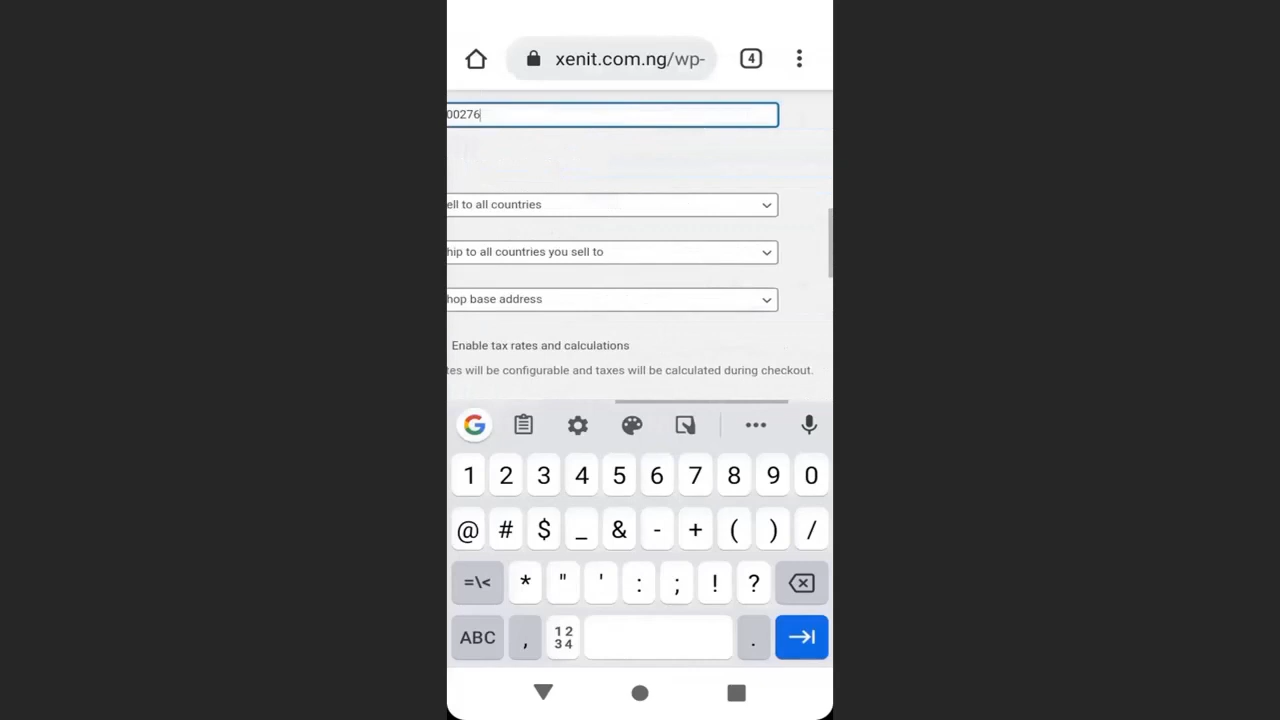 xenit.com.ng/wp-
4
00276
ell to all countries
hip to all countries you sell to
hop base address
Enable tax rates and calculations
tes will be configurable and taxes will be calculated during checkout.
G
1 2 3 4 5 6 7 8 9 0
@ # $ _ & - + ( ) /
=\< * " ' : ; ! ?
ABC , 12 34 .